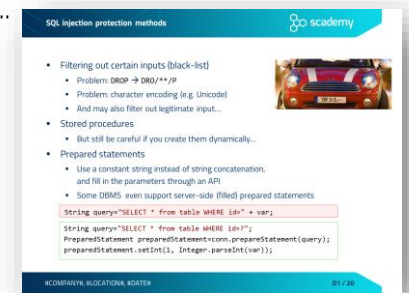 SQL injection protection methods
scademy
Filtering out certain inputs (black-list)
Problem: DROP → DRO/**/P
Problem: character encoding (e.g. Unicode)
And may also filter out legitimate input...
Stored procedures
But still be careful if you create them dynamically...
Prepared statements
Use a constant string instead of string concatenation,
and fill in the parameters through an API
Some DBMS even support server-side (filled) prepared statements
String query="SELECT * from table WHERE id=" + var;
String query="SELECT * from table WHERE id=?";
PreparedStatement preparedStatement=conn.prepareStatement(query);
preparedStatement.setInt(1, Integer.parseInt(var));
#COMPANY#, #LOCATION#, #DATE#